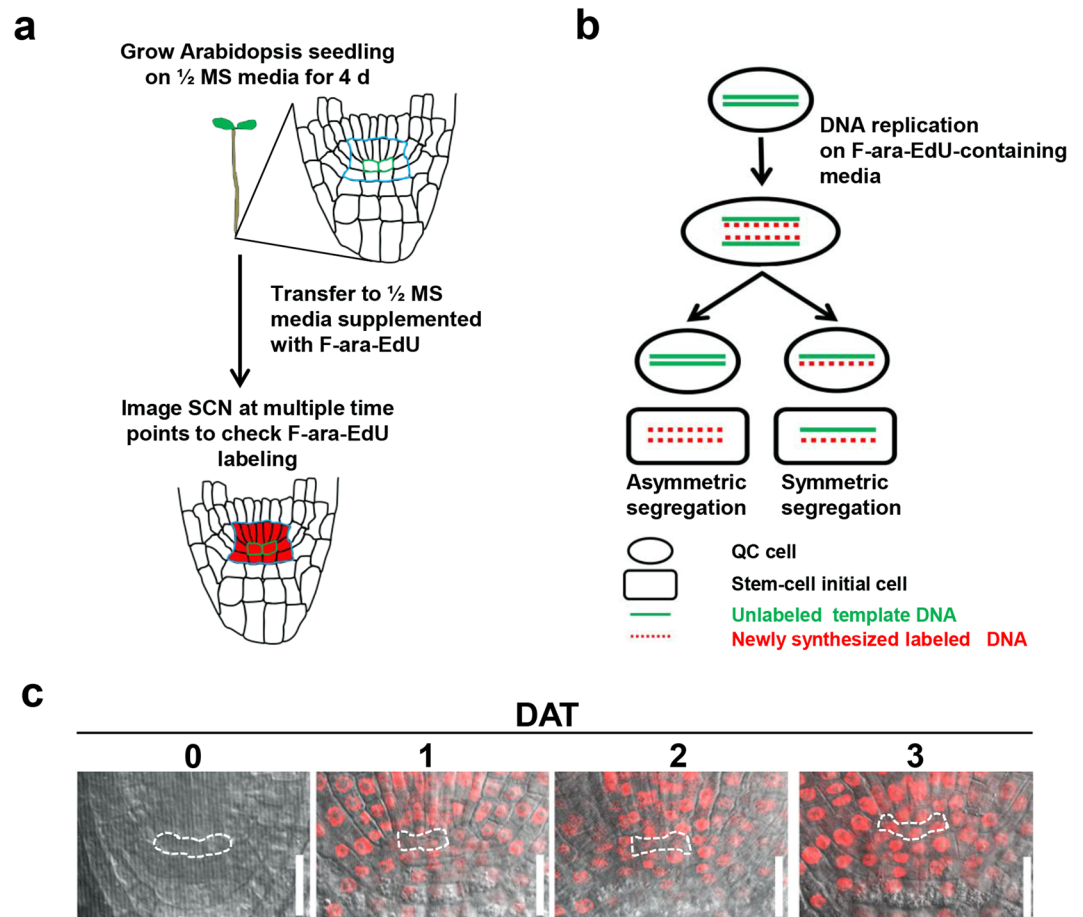 a
Grow Arabidopsis seedling
on ½ MS media for 4 d
Transfer to ½ MS
media supplemented
with F-ara-EdU
Image SCN at multiple time
points to check F-ara-EdU
labeling
b
DNA replication
on F-ara-EdU-containing
media
Asymmetric
segregation
Symmetric
segregation
QC cell
Stem-cell initial cell
Unlabeled template DNA
Newly synthesized labeled DNA
c
DAT
0 1 2 3